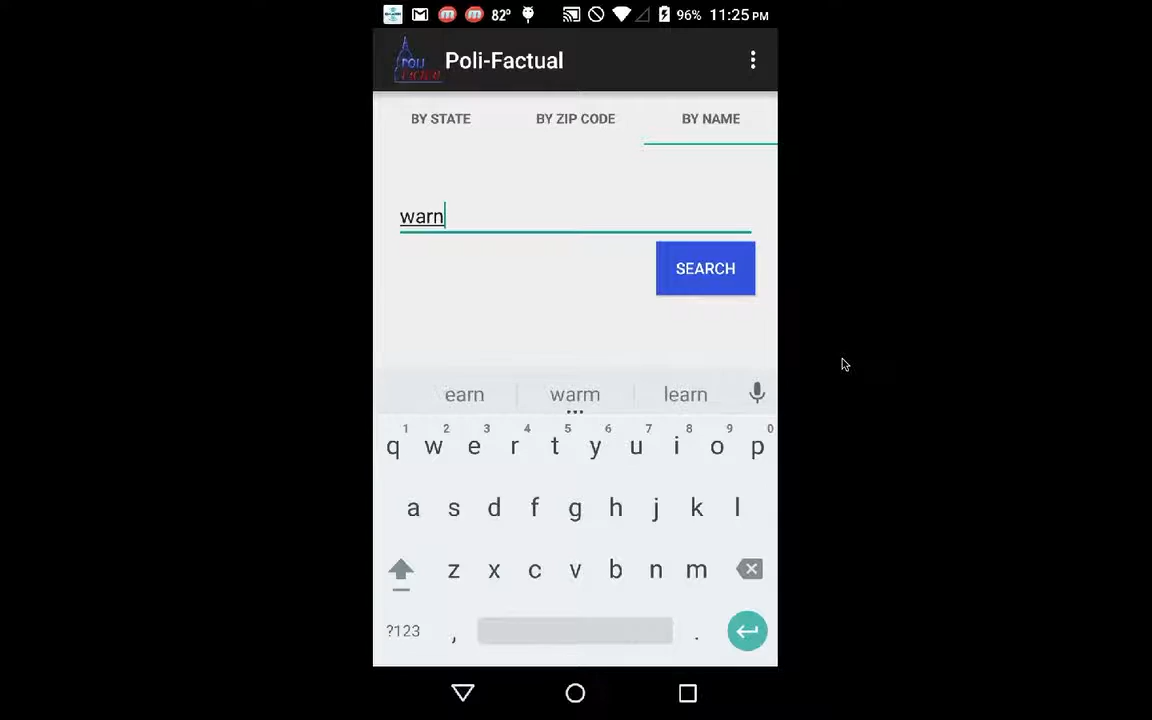 82° 96% 11:25 PM
POLI Poli-Factual
BY STATE BY ZIP CODE BY NAME
warn
SEARCH
earn warm learn
1 2 3 4 5 6 7 8 9 0
q w e r t y u i o p
a s d f g h j k l
z x c v b n m
?123 , .